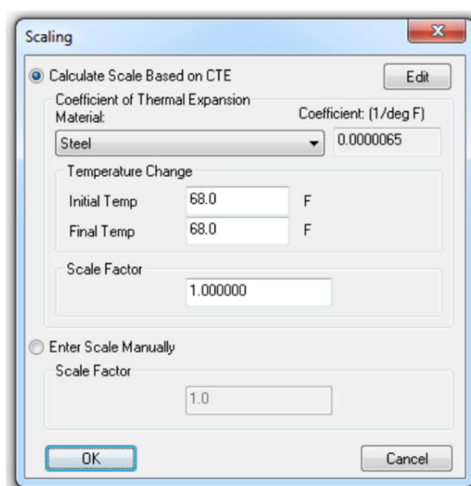 Scaling
Calculate Scale Based on CTE
Edit
Coefficient of Thermal Expansion
Material:
Coefficient: (1/deg F)
Steel
0.0000065
Temperature Change
Initial Temp 68.0 F
Final Temp 68.0 F
Scale Factor
1.000000
Enter Scale Manually
Scale Factor
1.0
OK Cancel